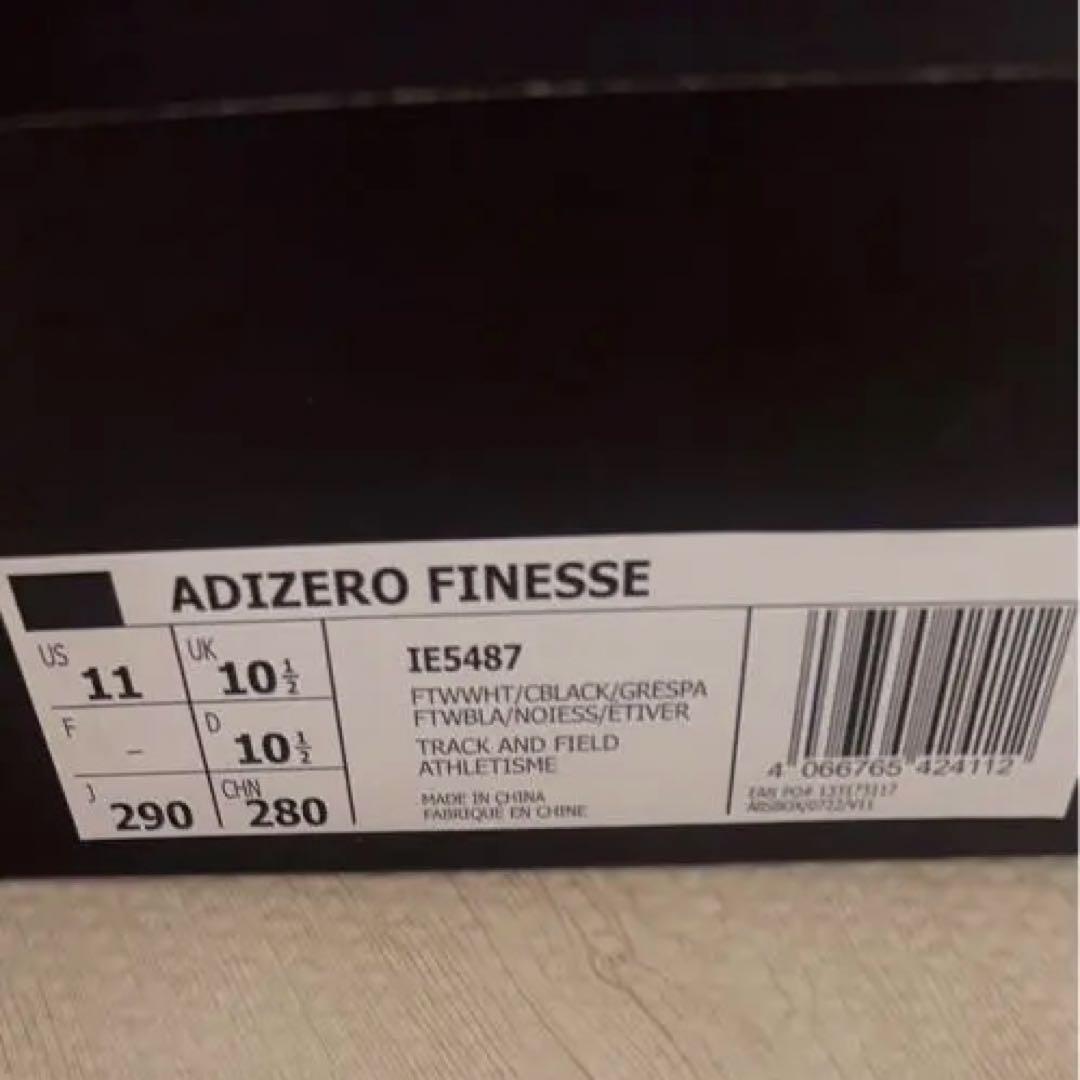 ADIZERO FINESSE
US 11
UK 10½
F -
D 10½
J 290
CHN 280
IE5487
FTWWHT/CBLACK/GRESPA
FTWBLA/NOIESS/ETIVER
TRACK AND FIELD
ATHLETISME
MADE IN CHINA
FABRIQUE EN CHINE
4 066765 424112